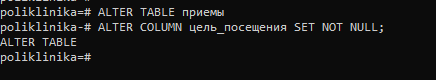 poliklinika=# ALTER TABLE приемы
poliklinika-# ALTER COLUMN цель_посещения SET NOT NULL;
ALTER TABLE
poliklinika=#